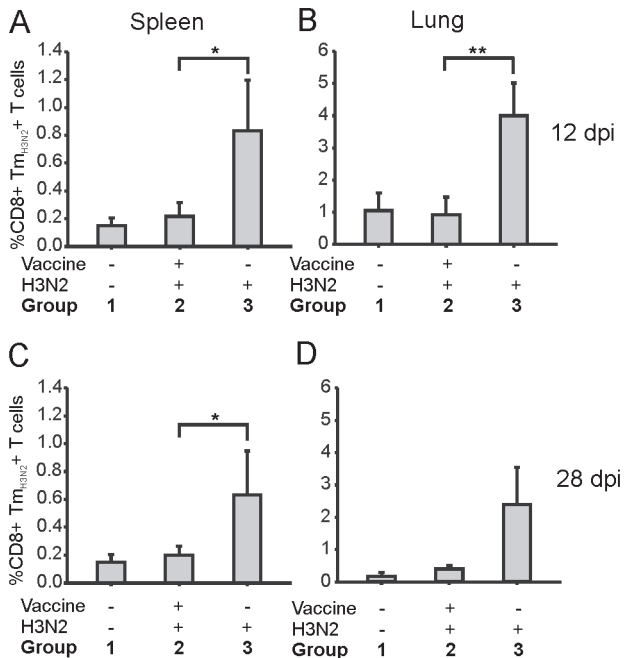 A Spleen
B Lung
%CD8+ TmH3N2+ T cells
1.4
1.2
1.0
0.8
0.6
0.4
0.2
0.0
*
6
5
4
3
2
1
0
**
12 dpi
Vaccine - + -
H3N2 - + +
Group 1 2 3
Vaccine - + -
H3N2 - + +
Group 1 2 3
C
D
%CD8+ TmH3N2+ T cells
1.4
1.2
1.0
0.8
0.6
0.4
0.2
0.0
*
6
5
4
3
2
1
0
28 dpi
Vaccine - + -
H3N2 - + +
Group 1 2 3
Vaccine - + -
H3N2 - + +
Group 1 2 3